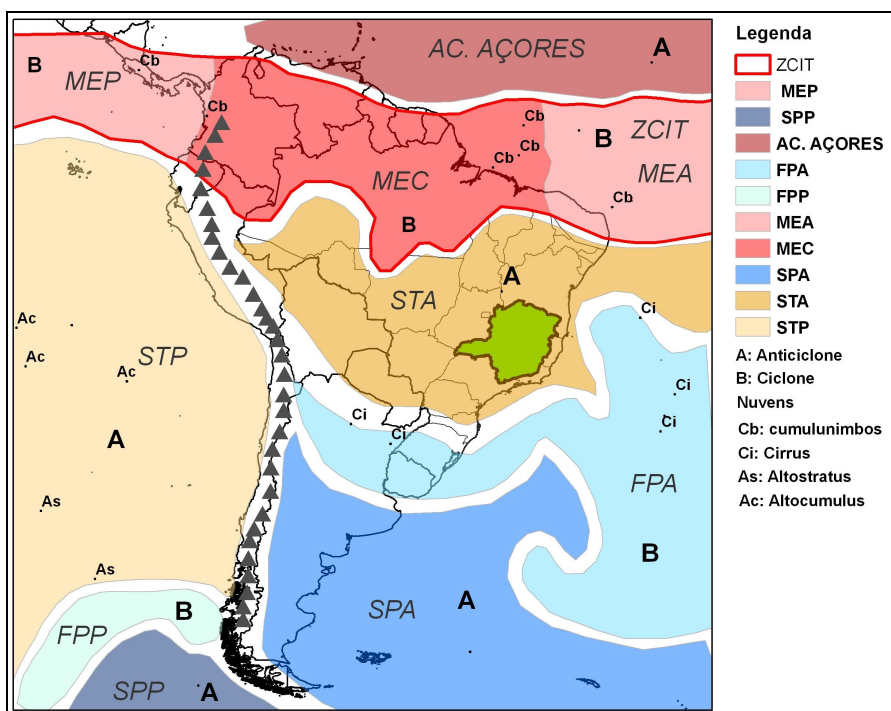 AC. AÇORES
A
B
MEP
Cb
Cb
Cb
B
ZCIT
Cb
MEC
MEA
Cb
B
A
STA
Ci
Ac
STP
Ac
Ac
Ci
Ci
Ci
Ci
A
FPA
As
B
As
SPA
A
B
FPP
SPP
A
Legenda
ZCIT
MEP
SPP
AC. AÇORES
FPA
FPP
MEA
MEC
SPA
STA
STP
A: Anticiclone
B: Ciclone
Nuvens
Cb: cumulunimbos
Ci: Cirrus
As: Altostratus
Ac: Altocumulus